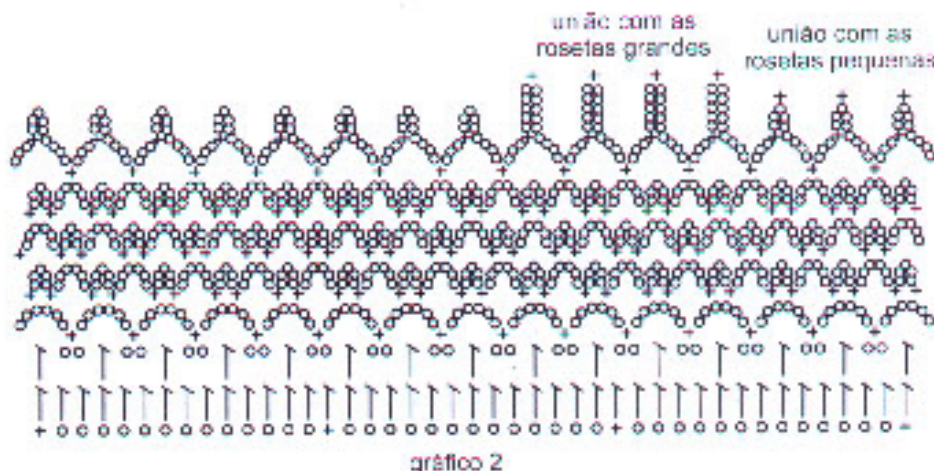 união com as
rosetas grandes
união com as
rosetas pequenas
gráfico 2